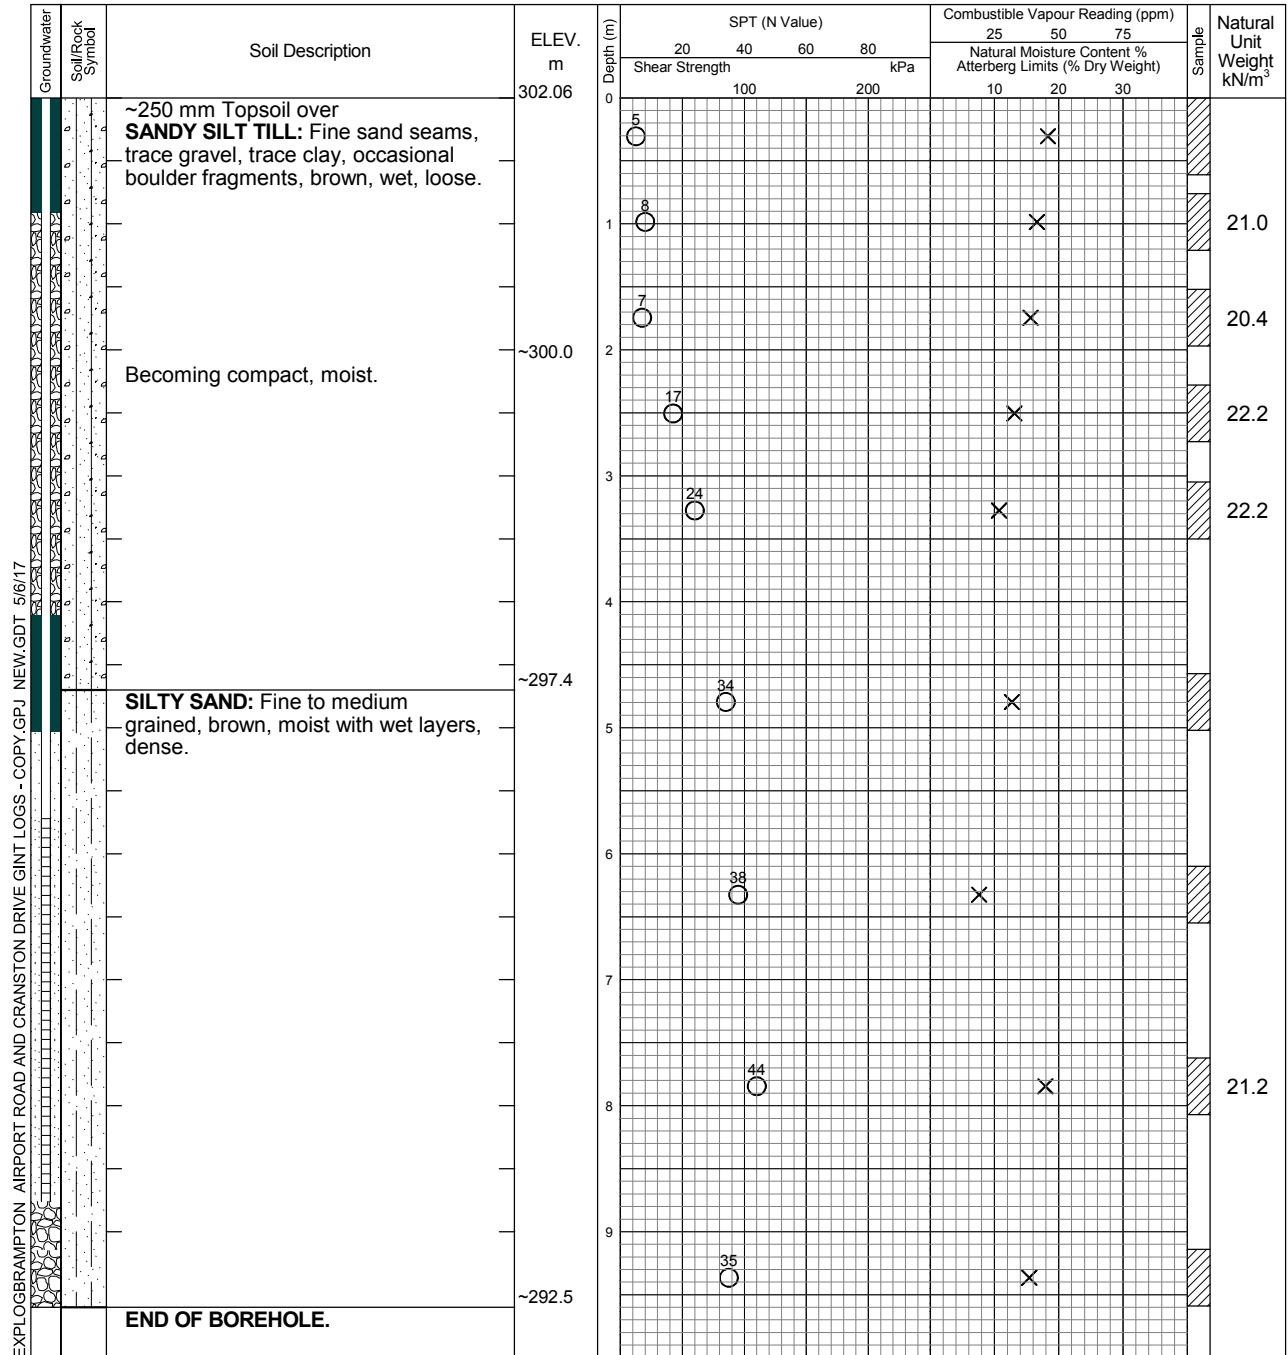 Groundwater
Soil/Rock
Symbol
Soil Description
ELEV.
m
302.06
Depth (m)
SPT (N Value)
20 40 60 80
Shear Strength kPa
100 200
Combustible Vapour Reading (ppm)
25 50 75
Natural Moisture Content %
Atterberg Limits (% Dry Weight)
10 20 30
Sample
Natural
Unit
Weight
kN/m³
0
~250 mm Topsoil over
SANDY SILT TILL: Fine sand seams,
trace gravel, trace clay, occasional
boulder fragments, brown, wet, loose.
5
8
1
21.0
7
20.4
~300.0
2
Becoming compact, moist.
17
22.2
3
24
22.2
4
~297.4
SILTY SAND: Fine to medium
grained, brown, moist with wet layers,
dense.
34
5
6
38
7
44
21.2
8
9
35
~292.5
END OF BOREHOLE.
EXPLOGBRAMPTON AIRPORT ROAD AND CRANSTON DRIVE GINT LOGS - COPY.GPJ NEW.GDT 5/6/17